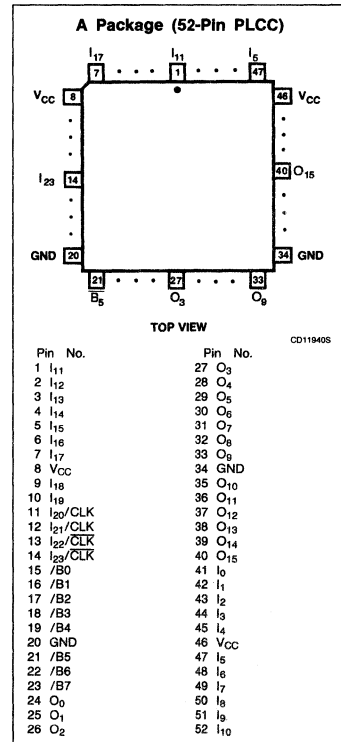 A Package (52-Pin PLCC)
I17 I11 I5
7 1 47
VCC 8 46 VCC
I23 14 40 O15
GND 20 34 GND
21 27 33
B̅5̅ O3 O9
TOP VIEW
CD11940S
Pin No.
1 I11
2 I12
3 I13
4 I14
5 I15
6 I16
7 I17
8 VCC
9 I18
10 I19
11 I20/CLK
12 I21/CLK
13 I22/C̅L̅K̅
14 I23/C̅L̅K̅
15 /B0
16 /B1
17 /B2
18 /B3
19 /B4
20 GND
21 /B5
22 /B6
23 /B7
24 O0
25 O1
26 O2
Pin No.
27 O3
28 O4
29 O5
30 O6
31 O7
32 O8
33 O9
34 GND
35 O10
36 O11
37 O12
38 O13
39 O14
40 O15
41 I0
42 I1
43 I2
44 I3
45 I4
46 VCC
47 I5
48 I6
49 I7
50 I8
51 I9
52 I10